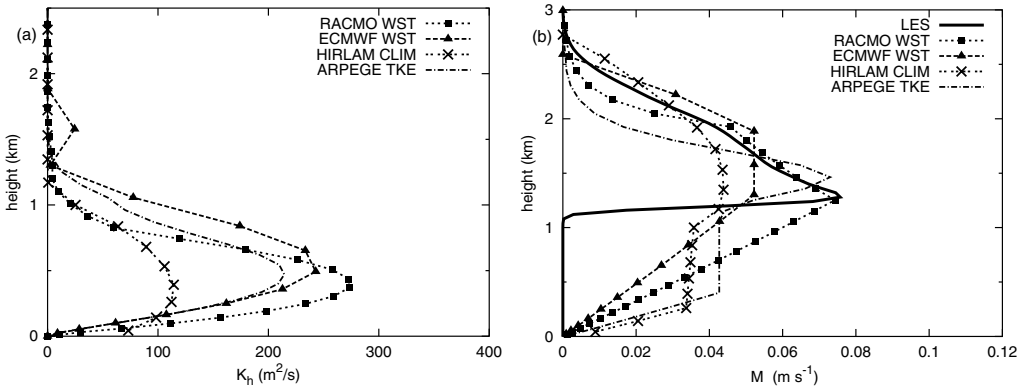 (a)
RACMO WST
ECMWF WST
HIRLAM CLIM
ARPEGE TKE
height (km)
2
1
0
0 100 200 300 400
K_h (m²/s)
(b)
LES
RACMO WST
ECMWF WST
HIRLAM CLIM
ARPEGE TKE
height (km)
3
2
1
0
0 0.02 0.04 0.06 0.08 0.1 0.12
M (m s⁻¹)